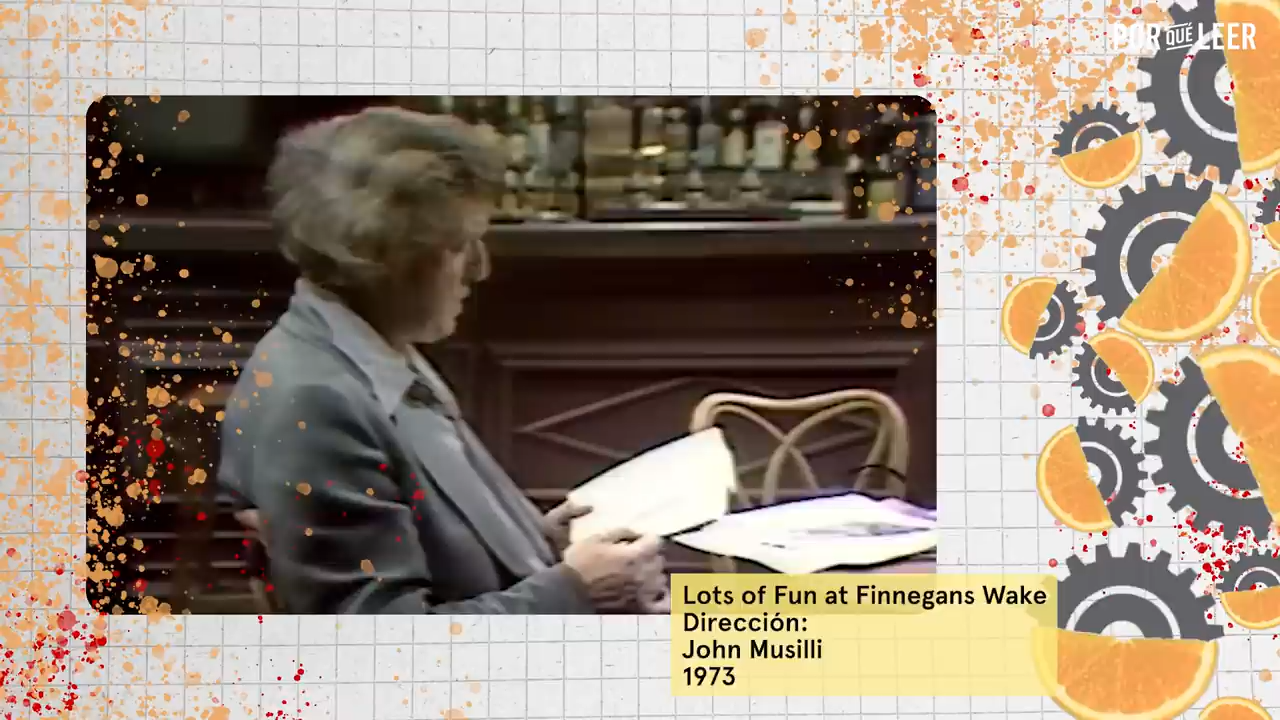 POR QUÉ LEER
Lots of Fun at Finnegans Wake
Dirección:
John Musilli
1973